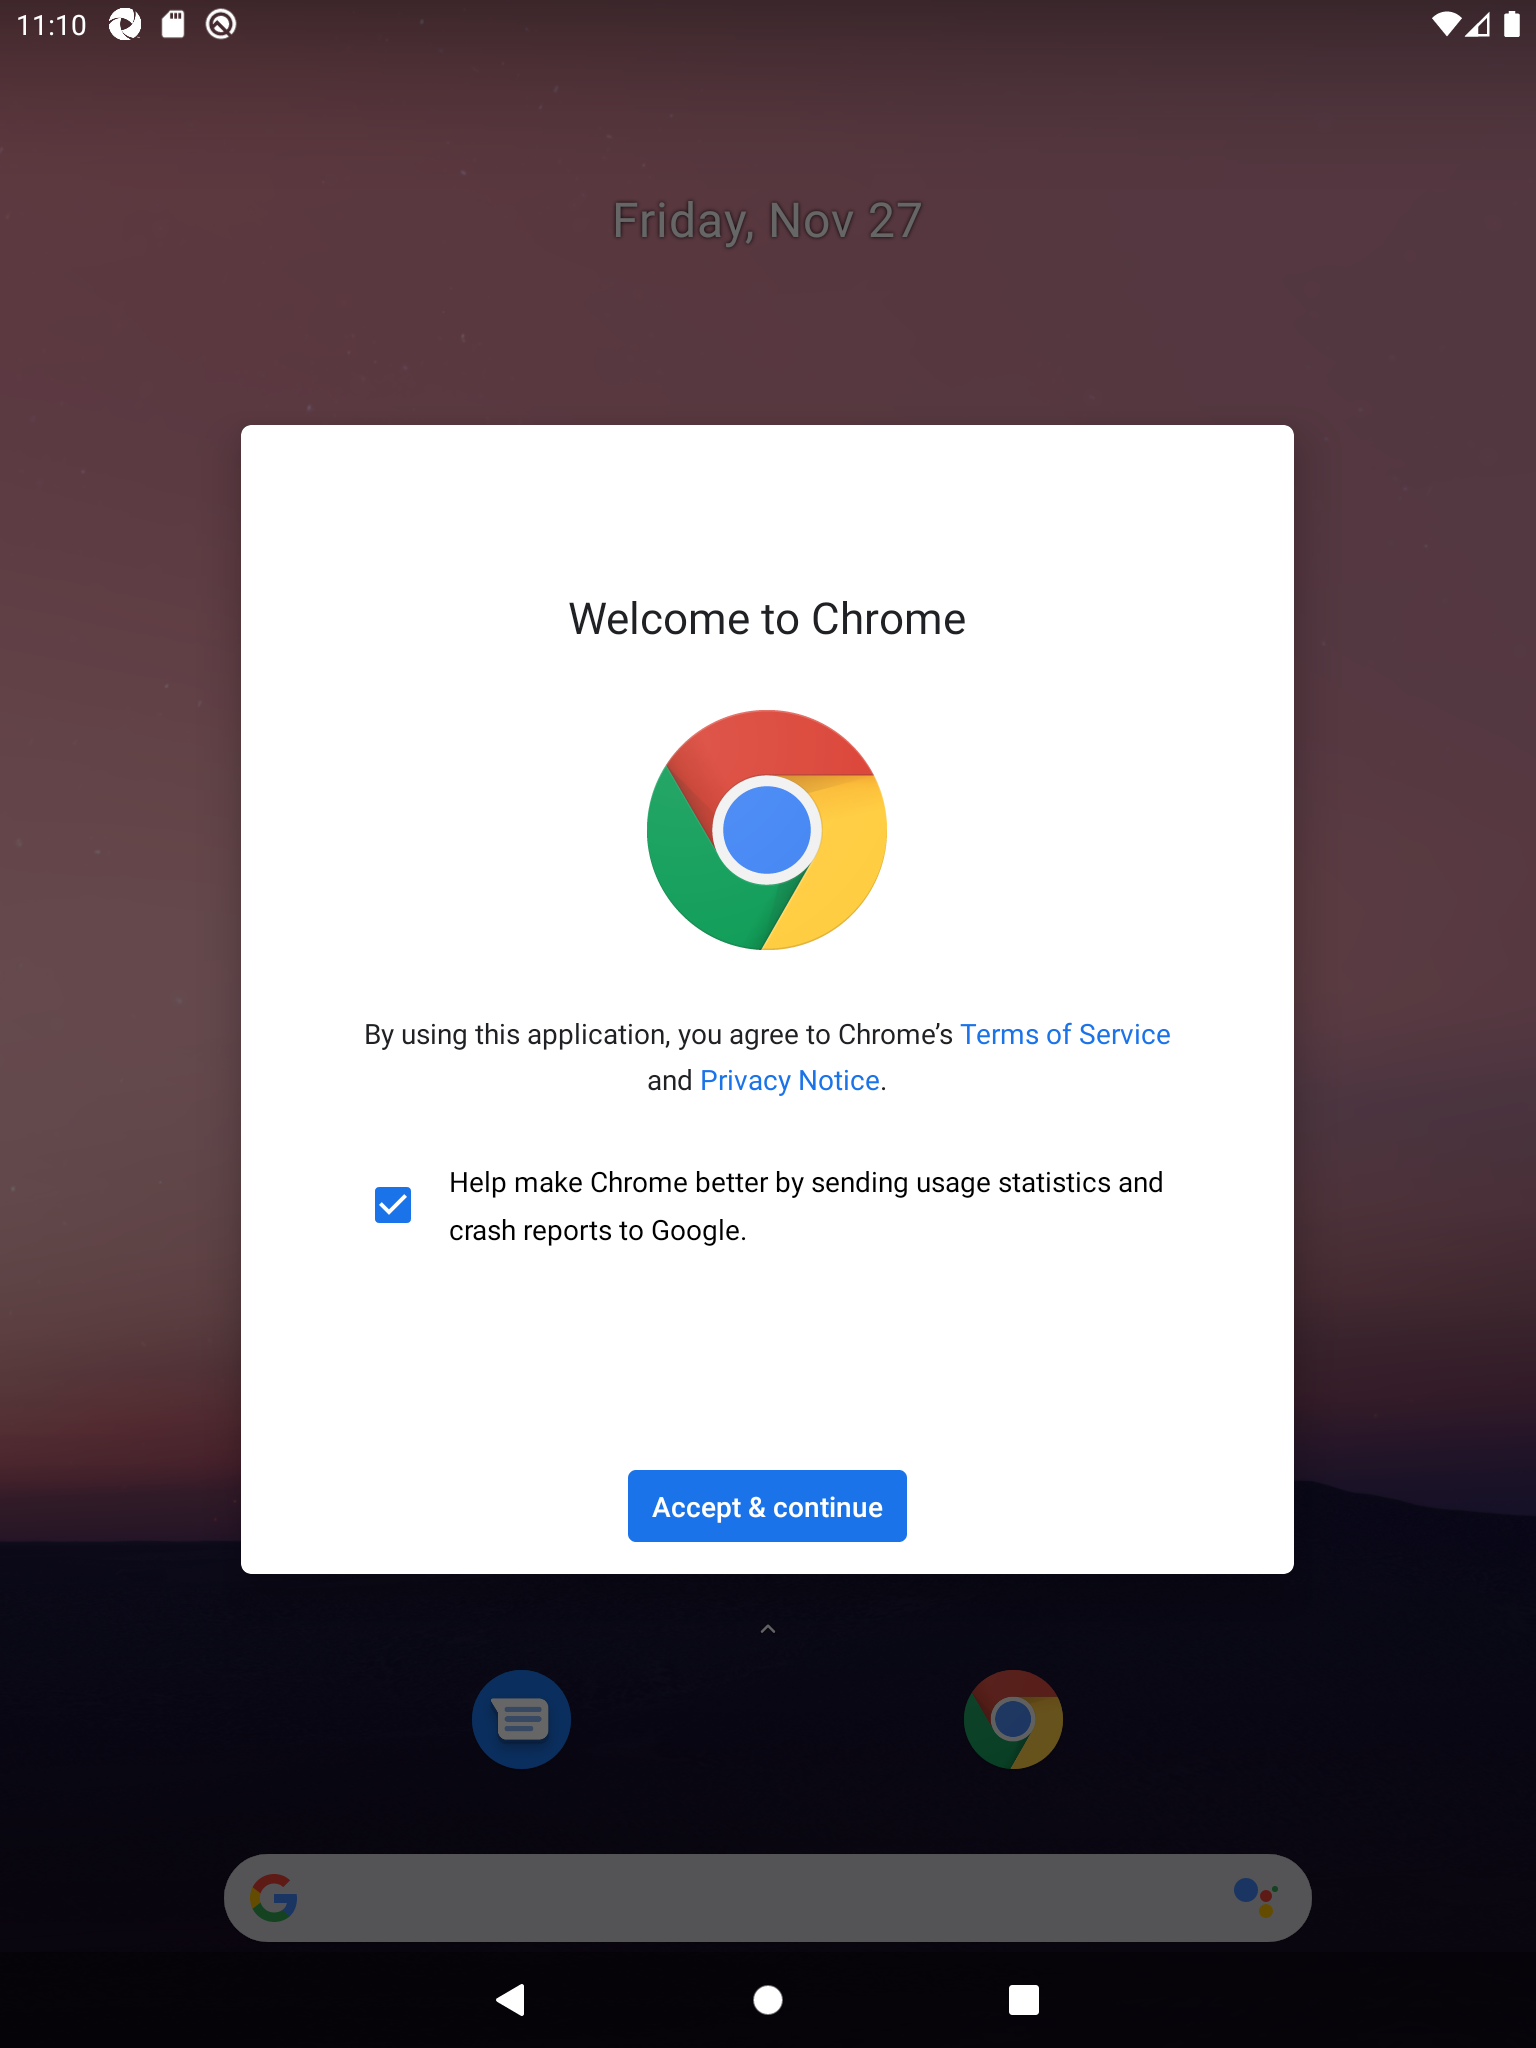 11:10
Friday, Nov 27
Welcome to Chrome
By using this application, you agree to Chrome’s Terms of Service
and Privacy Notice.
Help make Chrome better by sending usage statistics and
crash reports to Google.
Accept & continue